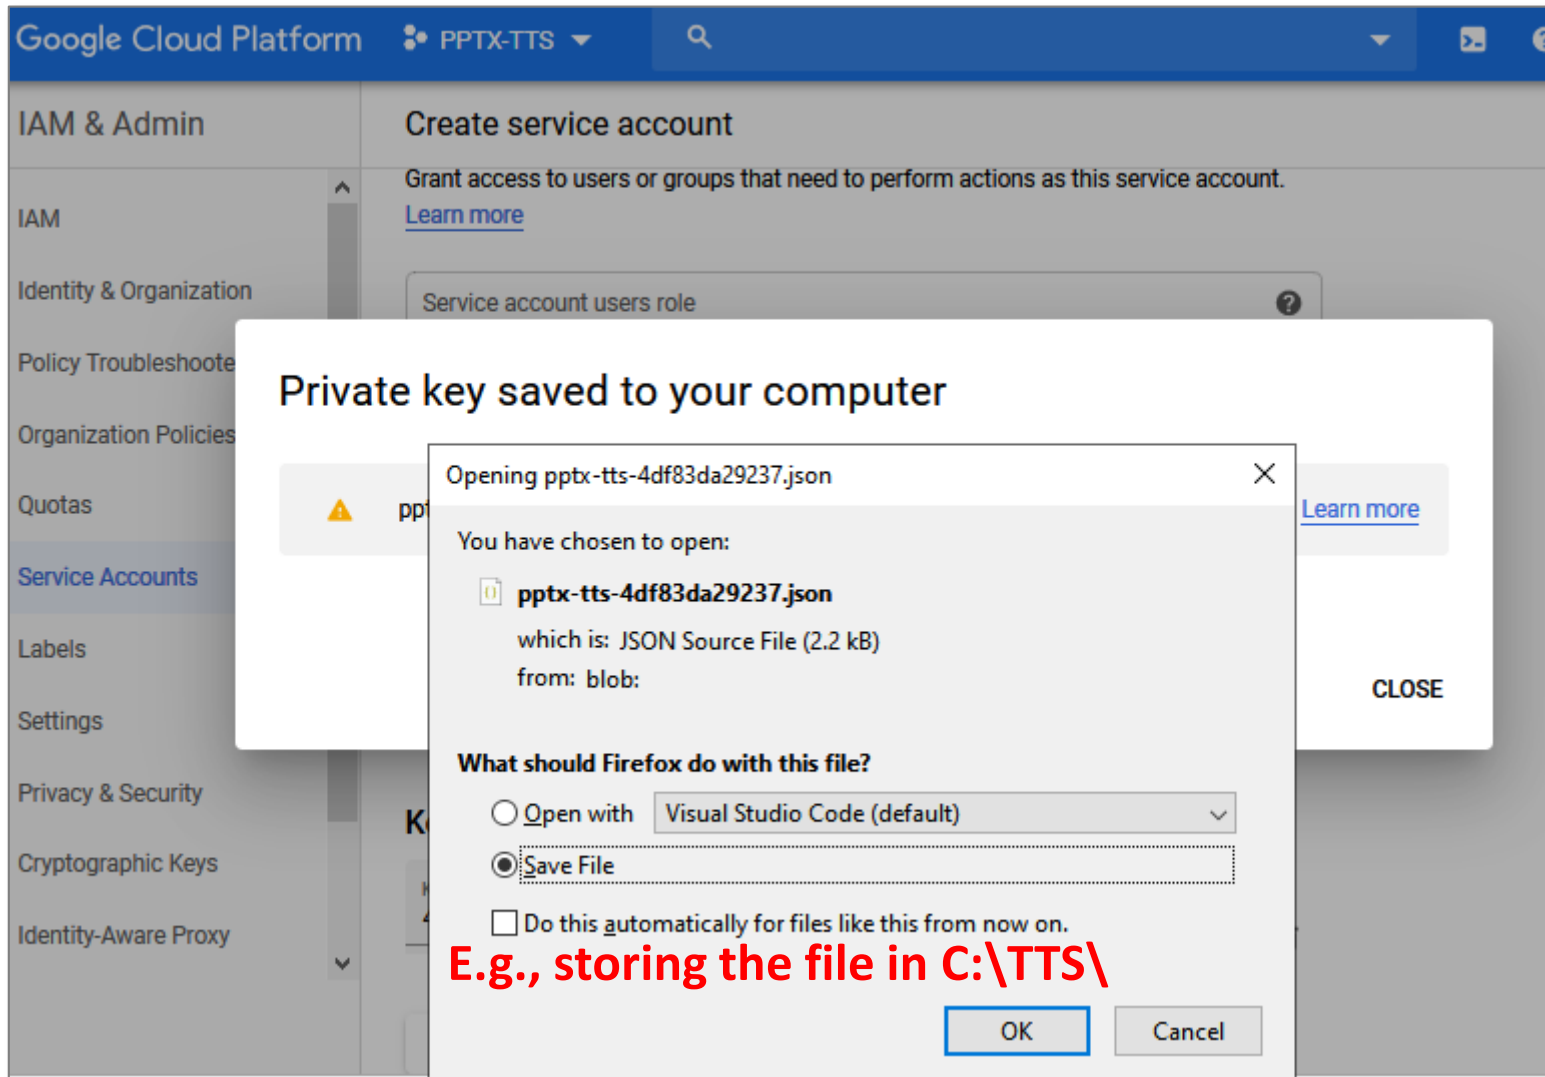 Google Cloud Platform PPTX-TTS
IAM & Admin
Create service account
Grant access to users or groups that need to perform actions as this service account.
Learn more
IAM
Identity & Organization
Service account users role
Policy Troubleshoote
Organization Policies
Quotas
Service Accounts
Labels
Settings
Privacy & Security
Cryptographic Keys
Identity-Aware Proxy
Private key saved to your computer
ppt
Learn more
CLOSE
Opening pptx-tts-4df83da29237.json
You have chosen to open:
pptx-tts-4df83da29237.json
which is: JSON Source File (2.2 kB)
from: blob:
What should Firefox do with this file?
Open with Visual Studio Code (default)
Save File
Do this automatically for files like this from now on.
E.g., storing the file in C:\TTS\
OK Cancel